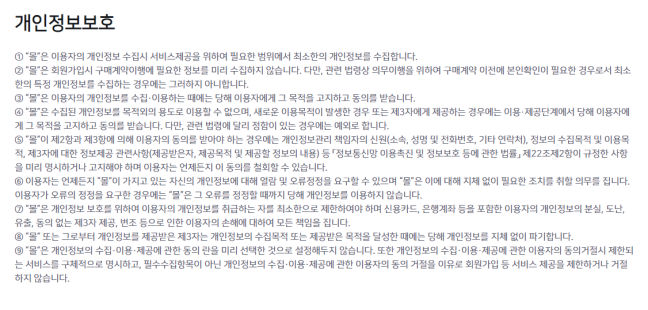 개인정보보호
① “몰”은 이용자의 개인정보 수집시 서비스제공을 위하여 필요한 범위에서 최소한의 개인정보를 수집합니다.
② “몰”은 회원가입시 구매계약이행에 필요한 정보를 미리 수집하지 않습니다. 다만, 관련 법령상 의무이행을 위하여 구매계약 이전에 본인확인이 필요한 경우로서 최소
한의 특정 개인정보를 수집하는 경우에는 그러하지 아니합니다.
③ “몰”은 이용자의 개인정보를 수집·이용하는 때에는 당해 이용자에게 그 목적을 고지하고 동의를 받습니다.
④ “몰”은 수집된 개인정보를 목적외의 용도로 이용할 수 없으며, 새로운 이용목적이 발생한 경우 또는 제3자에게 제공하는 경우에는 이용·제공단계에서 당해 이용자에
게 그 목적을 고지하고 동의를 받습니다. 다만, 관련 법령에 달리 정함이 있는 경우에는 예외로 합니다.
⑤ “몰”이 제2항과 제3항에 의해 이용자의 동의를 받아야 하는 경우에는 개인정보관리 책임자의 신원(소속, 성명 및 전화번호, 기타 연락처), 정보의 수집목적 및 이용목
적, 제3자에 대한 정보제공 관련사항(제공받은자, 제공목적 및 제공할 정보의 내용) 등 「정보통신망 이용촉진 및 정보보호 등에 관한 법률」 제22조제2항이 규정한 사항
을 미리 명시하거나 고지해야 하며 이용자는 언제든지 이 동의를 철회할 수 있습니다.
⑥ 이용자는 언제든지 “몰”이 가지고 있는 자신의 개인정보에 대해 열람 및 오류정정을 요구할 수 있으며 “몰”은 이에 대해 지체 없이 필요한 조치를 취할 의무를 집니다.
이용자가 오류의 정정을 요구한 경우에는 “몰”은 그 오류를 정정할 때까지 당해 개인정보를 이용하지 않습니다.
⑦ “몰”은 개인정보 보호를 위하여 이용자의 개인정보를 취급하는 자를 최소한으로 제한하여야 하며 신용카드, 은행계좌 등을 포함한 이용자의 개인정보의 분실, 도난,
유출, 동의 없는 제3자 제공, 변조 등으로 인한 이용자의 손해에 대하여 모든 책임을 집니다.
⑧ “몰” 또는 그로부터 개인정보를 제공받은 제3자는 개인정보의 수집목적 또는 제공받은 목적을 달성한 때에는 당해 개인정보를 지체 없이 파기합니다.
⑨ “몰”은 개인정보의 수집·이용·제공에 관한 동의 란을 미리 선택한 것으로 설정해두지 않습니다. 또한 개인정보의 수집·이용·제공에 관한 이용자의 동의거절시 제한되
는 서비스를 구체적으로 명시하고, 필수수집항목이 아닌 개인정보의 수집·이용·제공에 관한 이용자의 동의 거절을 이유로 회원가입 등 서비스 제공을 제한하거나 거절
하지 않습니다.